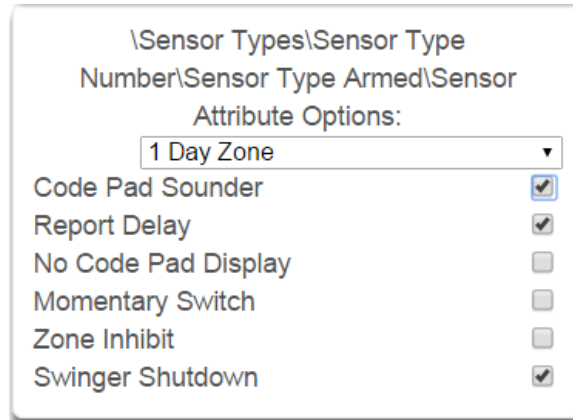 \Sensor Types\Sensor Type
Number\Sensor Type Armed\Sensor
Attribute Options:
1 Day Zone
Code Pad Sounder
Report Delay
No Code Pad Display
Momentary Switch
Zone Inhibit
Swinger Shutdown